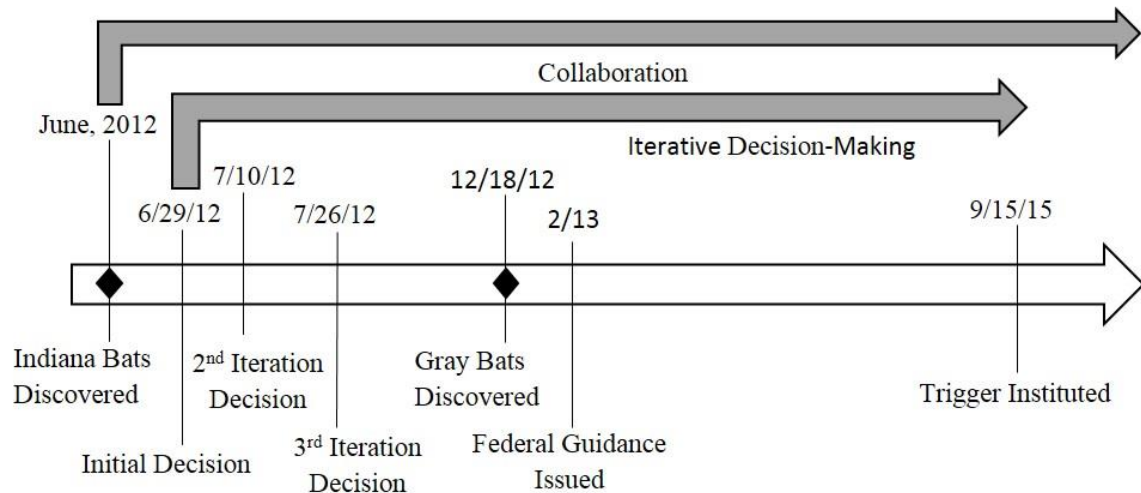 Collaboration
June, 2012
Iterative Decision-Making
7/10/12
12/18/12
6/29/12
7/26/12
2/13
9/15/15
Indiana Bats
Discovered
2nd Iteration
Decision
Gray Bats
Discovered
Trigger Instituted
Initial Decision
3rd Iteration
Decision
Federal Guidance
Issued